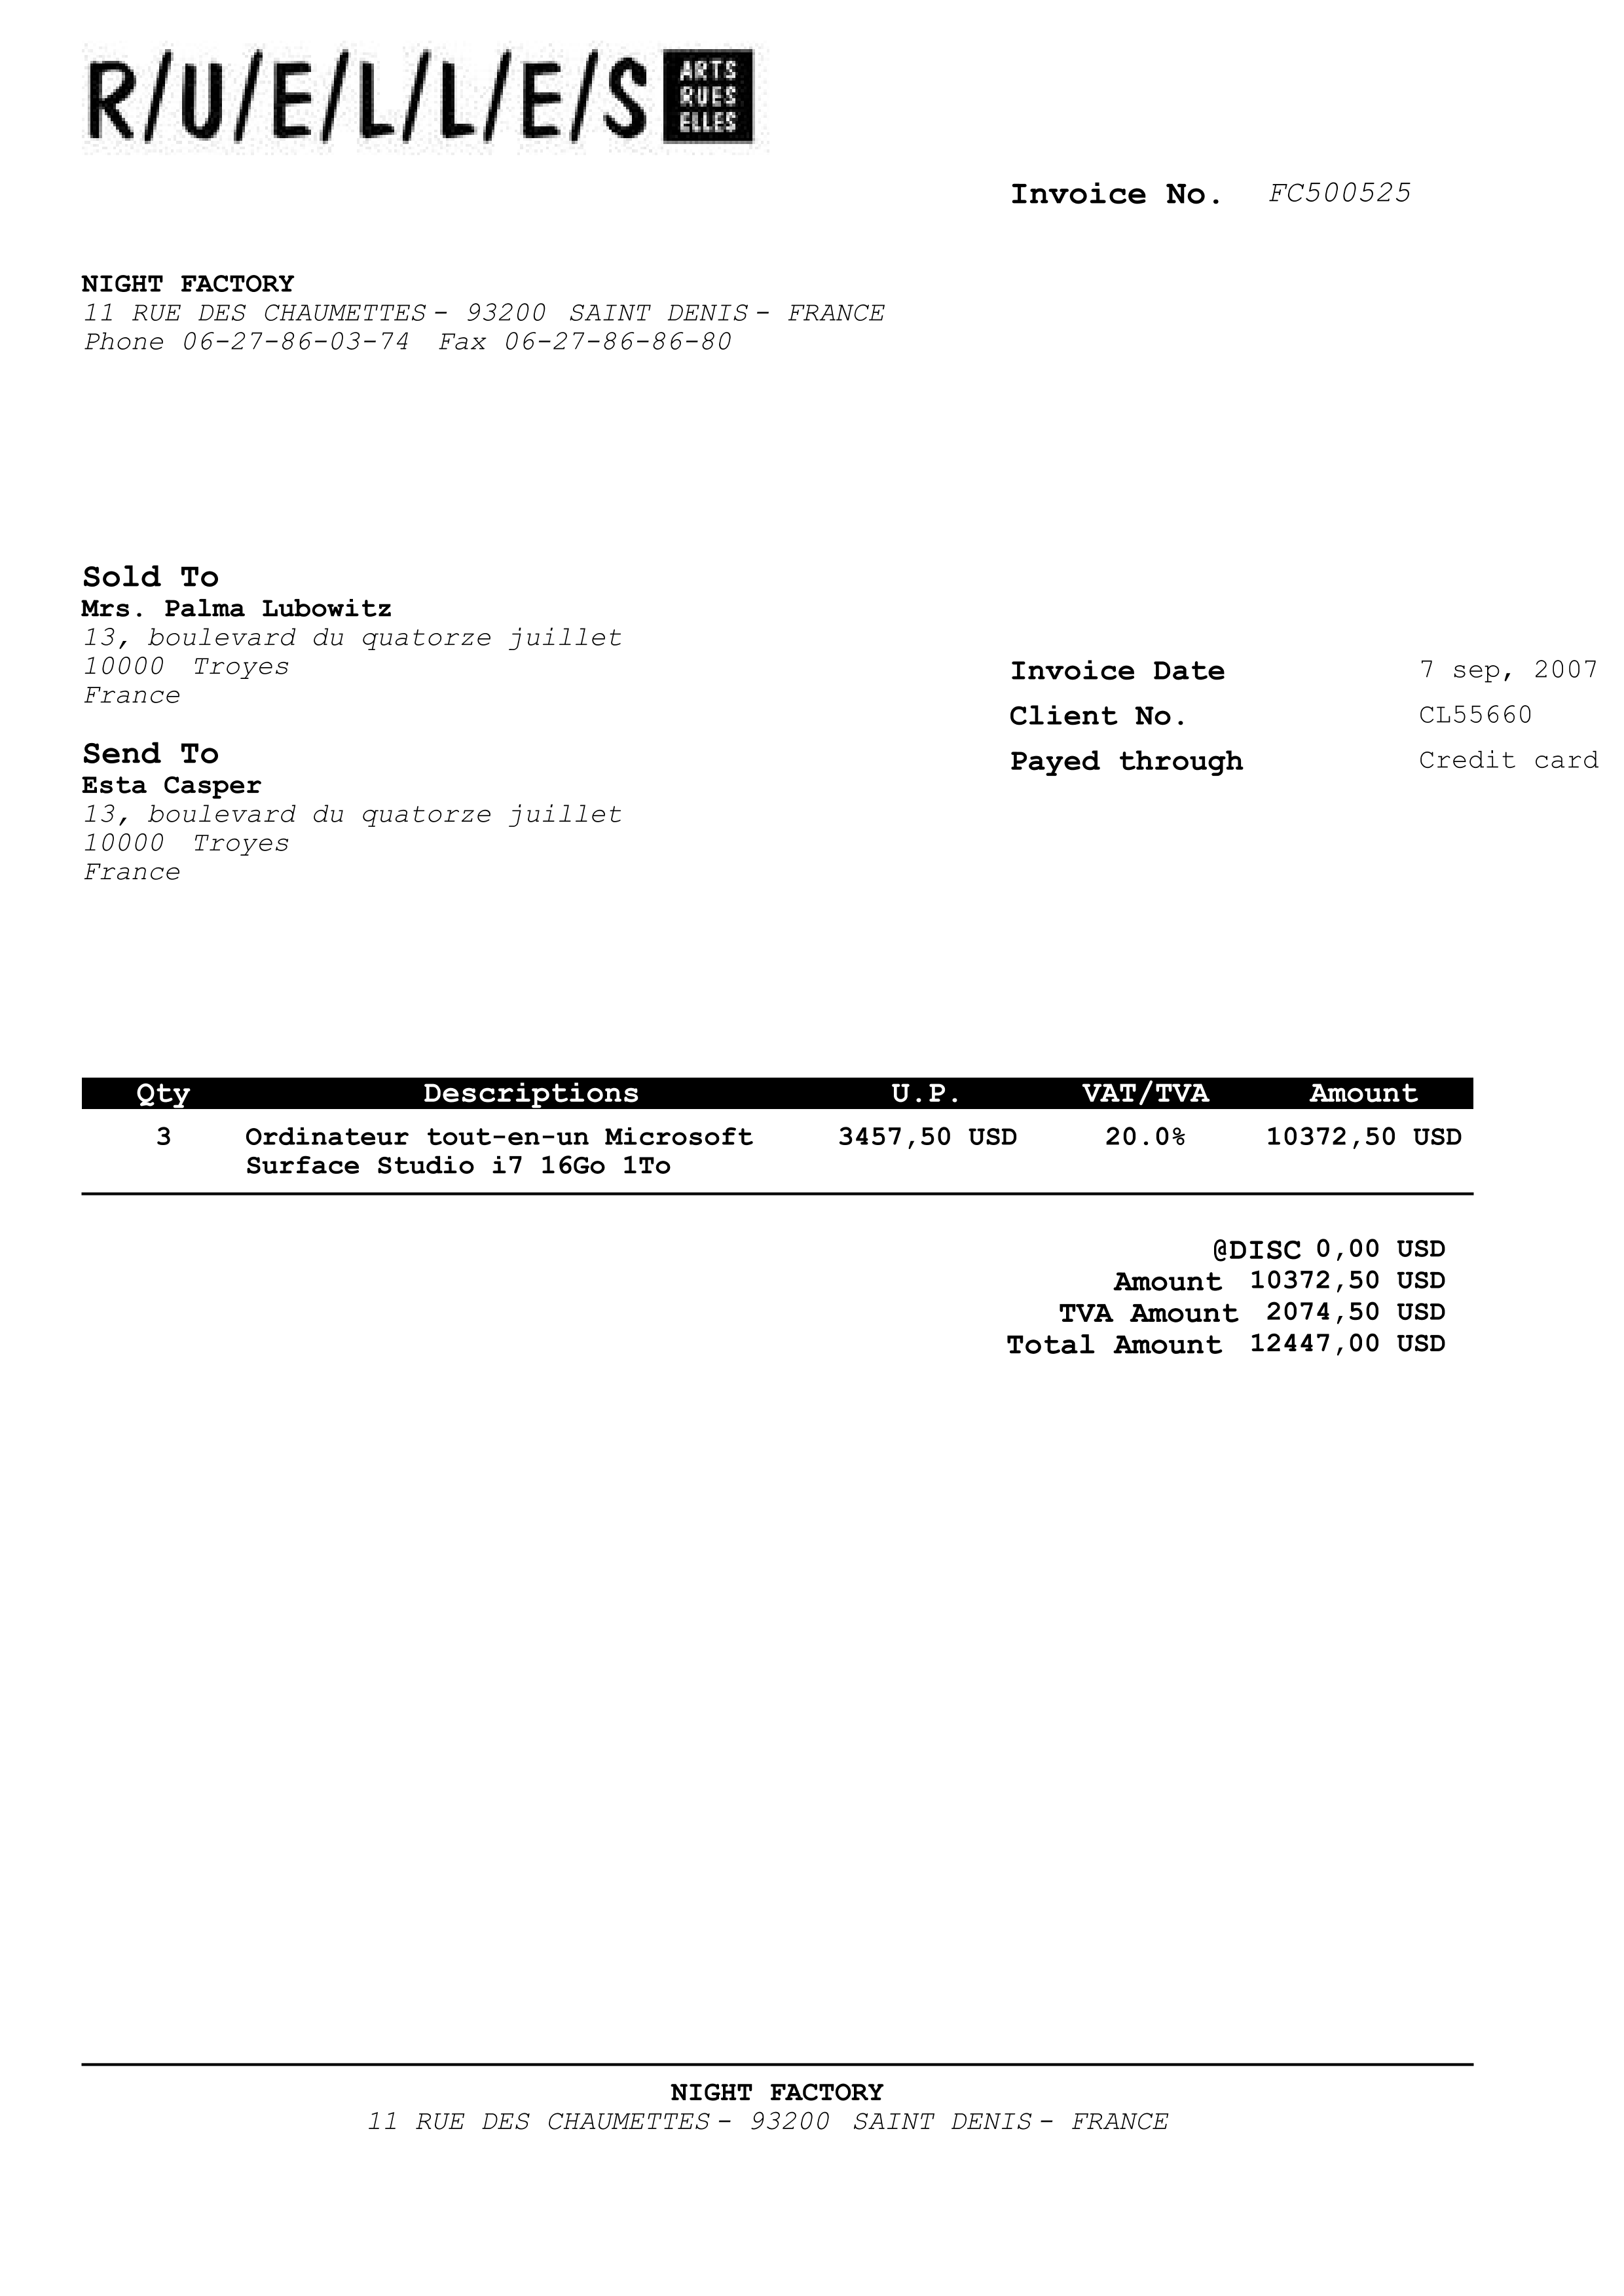 R/U/E/L/L/E/S ARTS
RUES
ELLES
Invoice No. FC500525
NIGHT FACTORY
11 RUE DES CHAUMETTES - 93200 SAINT DENIS - FRANCE
Phone 06-27-86-03-74 Fax 06-27-86-86-80
Sold To
Mrs. Palma Lubowitz
13, boulevard du quatorze juillet
10000 Troyes
France
Send To
Esta Casper
13, boulevard du quatorze juillet
10000 Troyes
France
Invoice Date 7 sep, 2007
Client No. CL55660
Payed through Credit card
Qty Descriptions U.P. VAT/TVA Amount
3 Ordinateur tout-en-un Microsoft 3457,50 USD 20.0% 10372,50 USD
Surface Studio i7 16Go 1To
@DISC 0,00 USD
Amount 10372,50 USD
TVA Amount 2074,50 USD
Total Amount 12447,00 USD
NIGHT FACTORY
11 RUE DES CHAUMETTES - 93200 SAINT DENIS - FRANCE